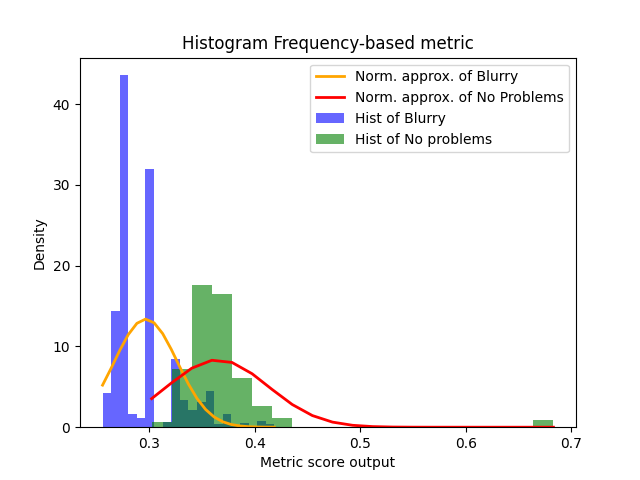 Histogram Frequency-based metric
Norm. approx. of Blurry
Norm. approx. of No Problems
Hist of Blurry
Hist of No problems
Density
40
30
20
10
0
0.3
0.4
0.5
0.6
0.7
Metric score output